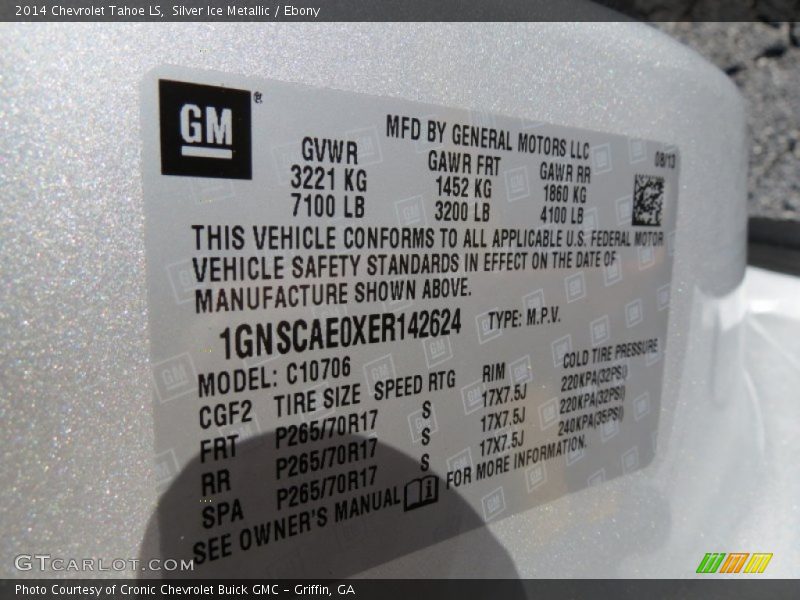 2014 Chevrolet Tahoe LS, Silver Ice Metallic / Ebony
GM®
MFD BY GENERAL MOTORS LLC
08/13
GVWR GAWR FRT GAWR RR
3221 KG 1452 KG 1860 KG
7100 LB 3200 LB 4100 LB
THIS VEHICLE CONFORMS TO ALL APPLICABLE U.S. FEDERAL MOTOR
VEHICLE SAFETY STANDARDS IN EFFECT ON THE DATE OF
MANUFACTURE SHOWN ABOVE.
1GNSCAE0XER142624 TYPE: M.P.V.
MODEL: C10706
CGF2 TIRE SIZE SPEED RTG RIM COLD TIRE PRESSURE
FRT P265/70R17 S 17X7.5J 220KPA(32PSI)
RR P265/70R17 S 17X7.5J 220KPA(32PSI)
SPA P265/70R17 S 17X7.5J 240KPA(35PSI)
SEE OWNER'S MANUAL FOR MORE INFORMATION.
GTCARLOT.COM
Photo Courtesy of Cronic Chevrolet Buick GMC – Griffin, GA